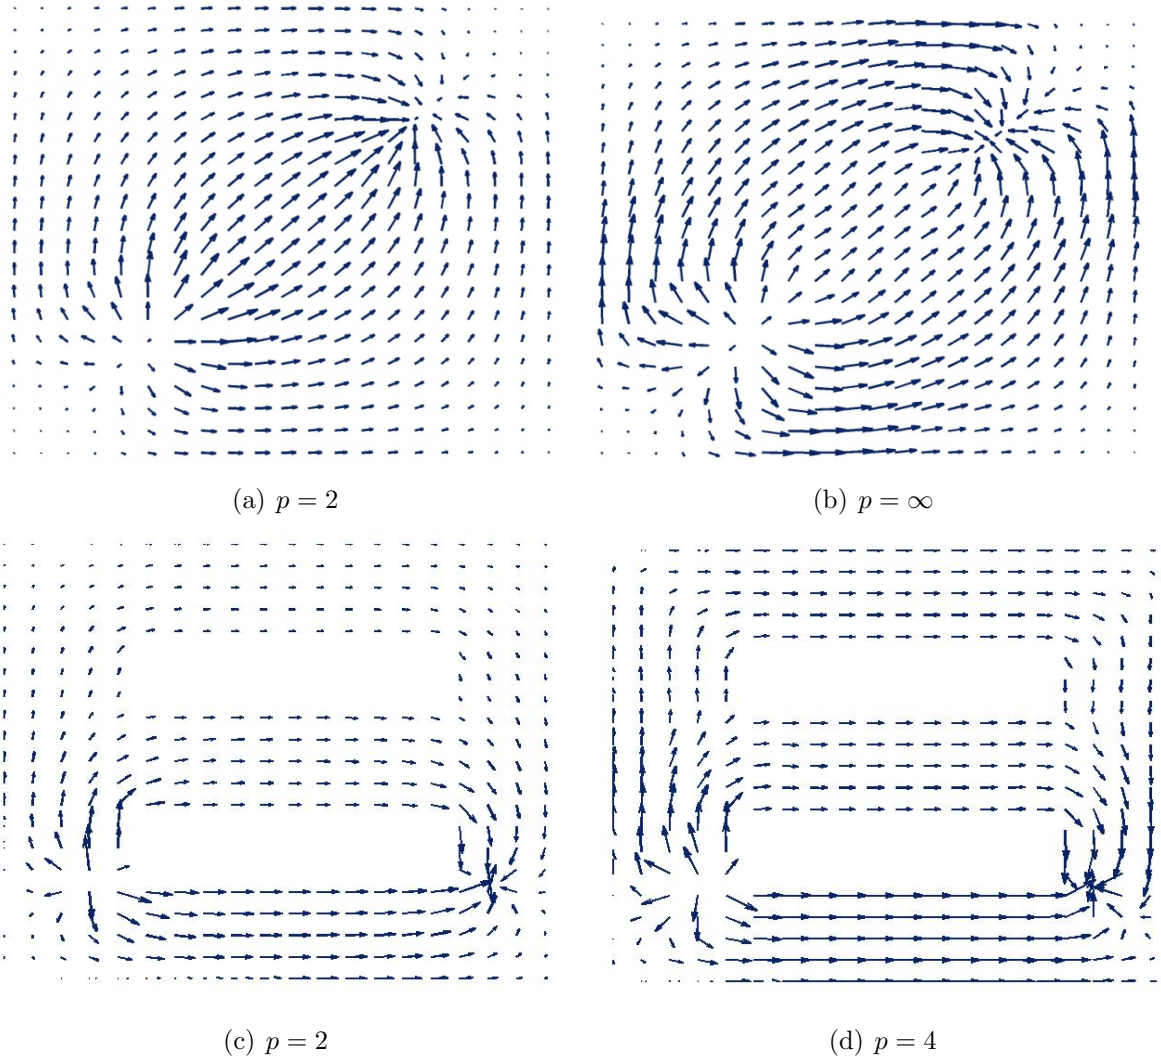 (a) p = 2
(b) p = ∞
(c) p = 2
(d) p = 4